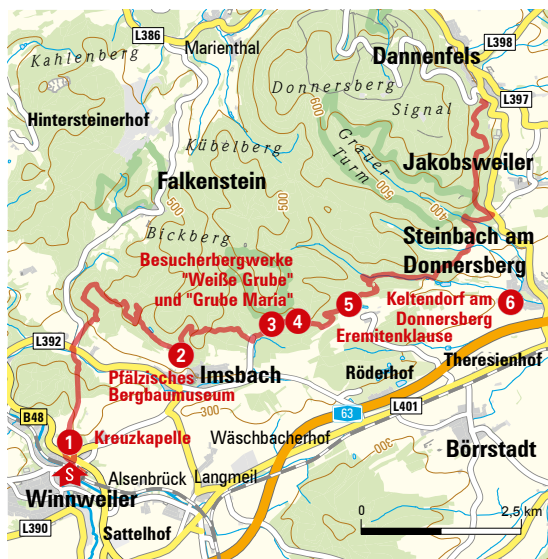 L386
Marienthal
Dannenfels
L398
Kahlenberg
Donnersberg
600
Signal
L397
Hintersteinerhof
Kübelberg
Grauer
Turm
500
400
Jakobsweiler
Falkenstein
500
500
Bickberg
Steinbach am
Donnersberg
Besucherbergwerke
"Weiße Grube"
und "Grube Maria"
3
4
5
Keltendorf am
Donnersberg
6
Eremitenklause
L392
2
Pfälzisches
Bergbaumuseum
Imsbach
Röderhof
Theresienhof
300
63
L401
300
B48
1
Kreuzkapelle
Wäschbacherhof
Börrstadt
S
Alsenbrück
Langmeil
Winnweiler
L390
Sattelhof
0
2,5 km